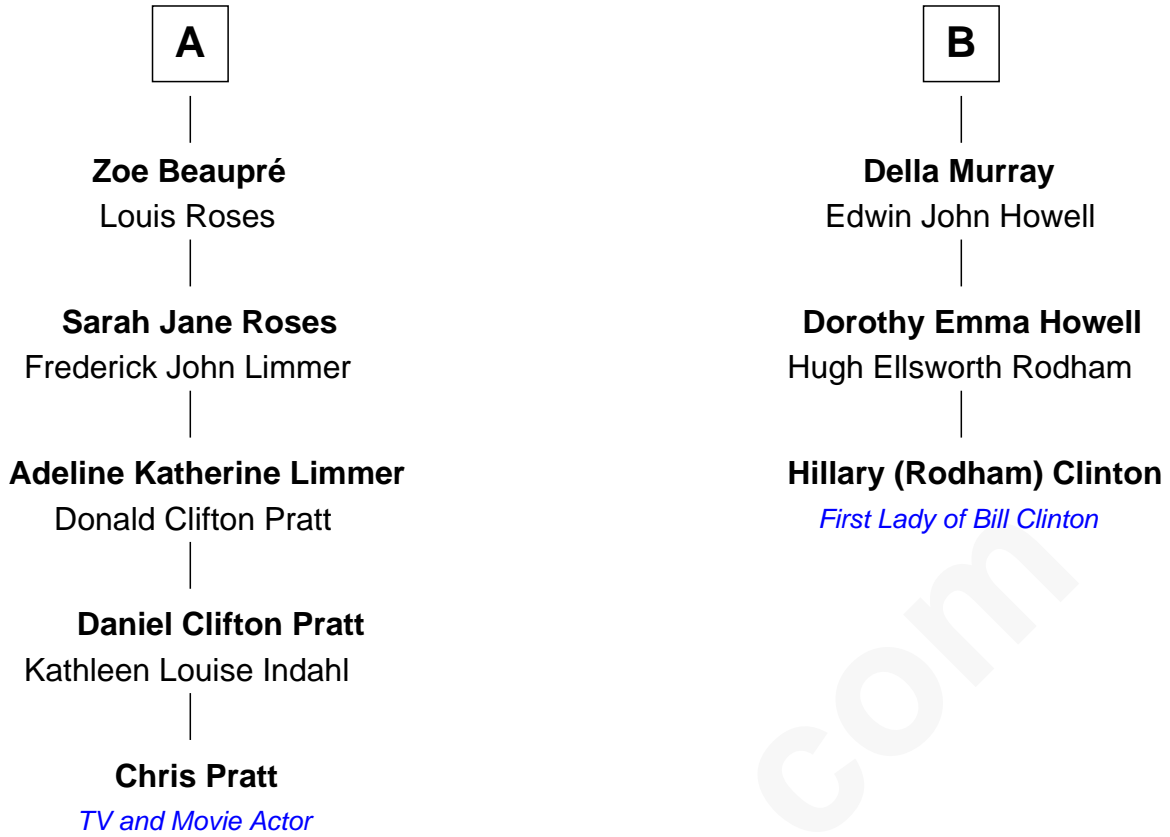 A
Zoe Beaupré
Louis Roses
Sarah Jane Roses
Frederick John Limmer
Adeline Katherine Limmer
Donald Clifton Pratt
Daniel Clifton Pratt
Kathleen Louise Indahl
Chris Pratt
TV and Movie Actor
B
Della Murray
Edwin John Howell
Dorothy Emma Howell
Hugh Ellsworth Rodham
Hillary (Rodham) Clinton
First Lady of Bill Clinton
com